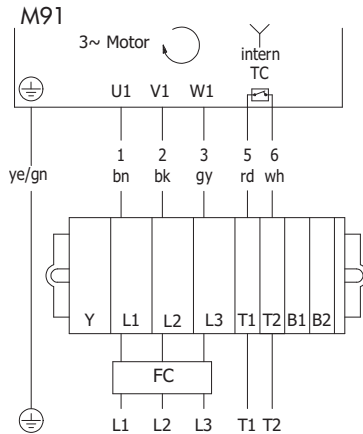 M91
3~ Motor
intern
TC
U1 V1 W1
1 2 3 5 6
ye/gn bn bk gy rd wh
Y L1 L2 L3 T1 T2 B1 B2
FC
L1 L2 L3 T1 T2